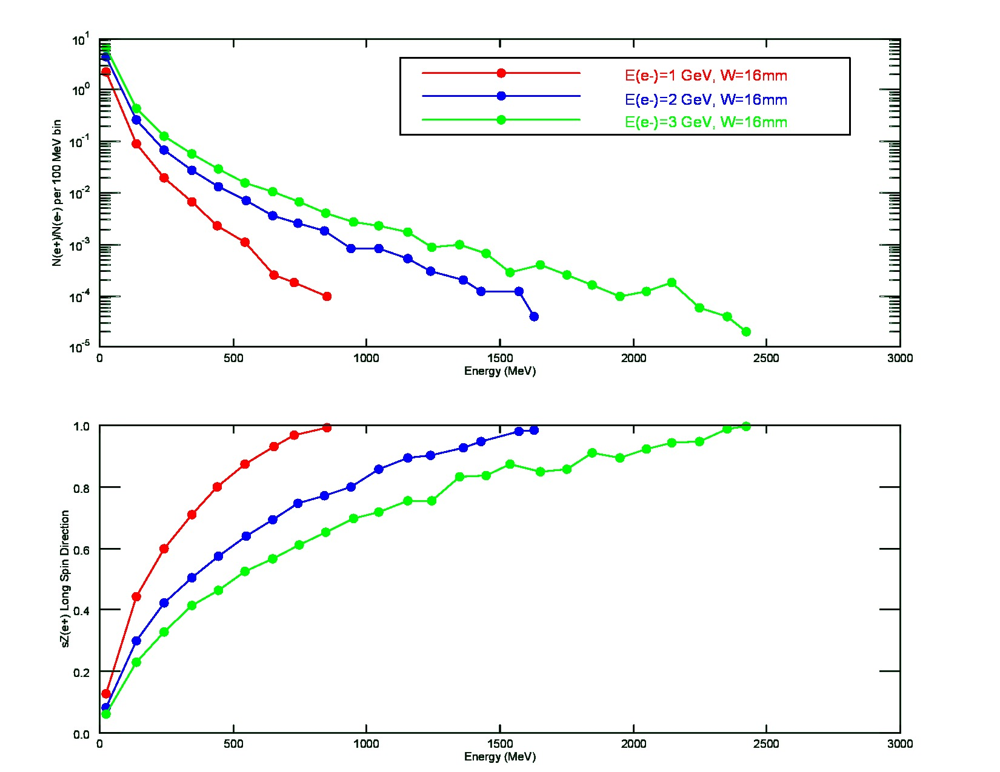 10^1
10^0
10^-1
10^-2
10^-3
10^-4
10^-5
N(e+)/N(e-) per 100 MeV bin
E(e-)=1 GeV, W=16mm
E(e-)=2 GeV, W=16mm
E(e-)=3 GeV, W=16mm
0 500 1000 1500 2000 2500 3000
Energy (MeV)
1.0
0.8
0.6
0.4
0.2
0.0
sZ(e+) Long Spin Direction
0 500 1000 1500 2000 2500 3000
Energy (MeV)